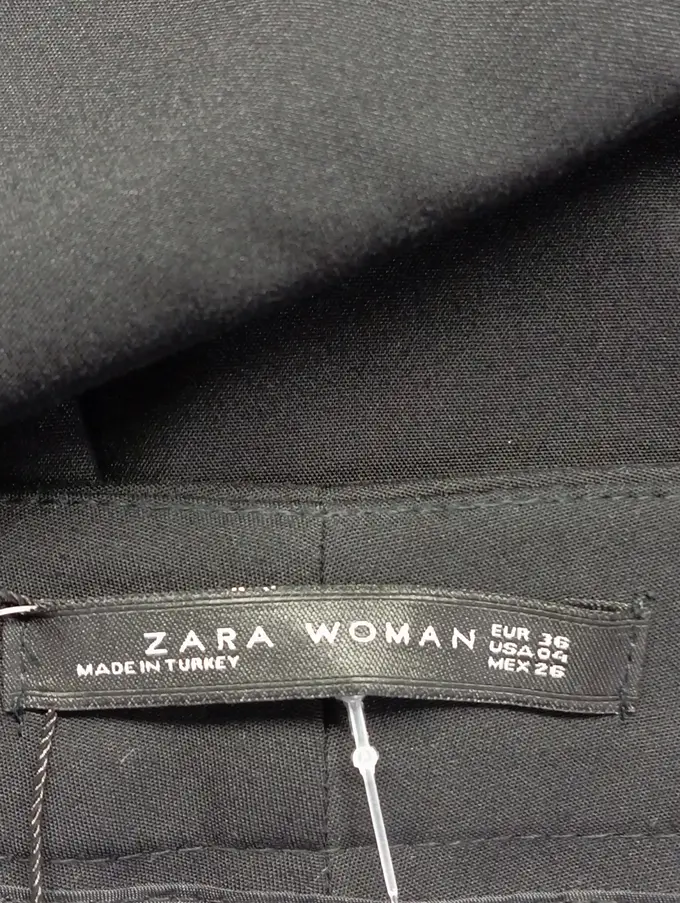 ZARA WOMAN
MADE IN TURKEY
EUR 36
USA 04
MEX 26